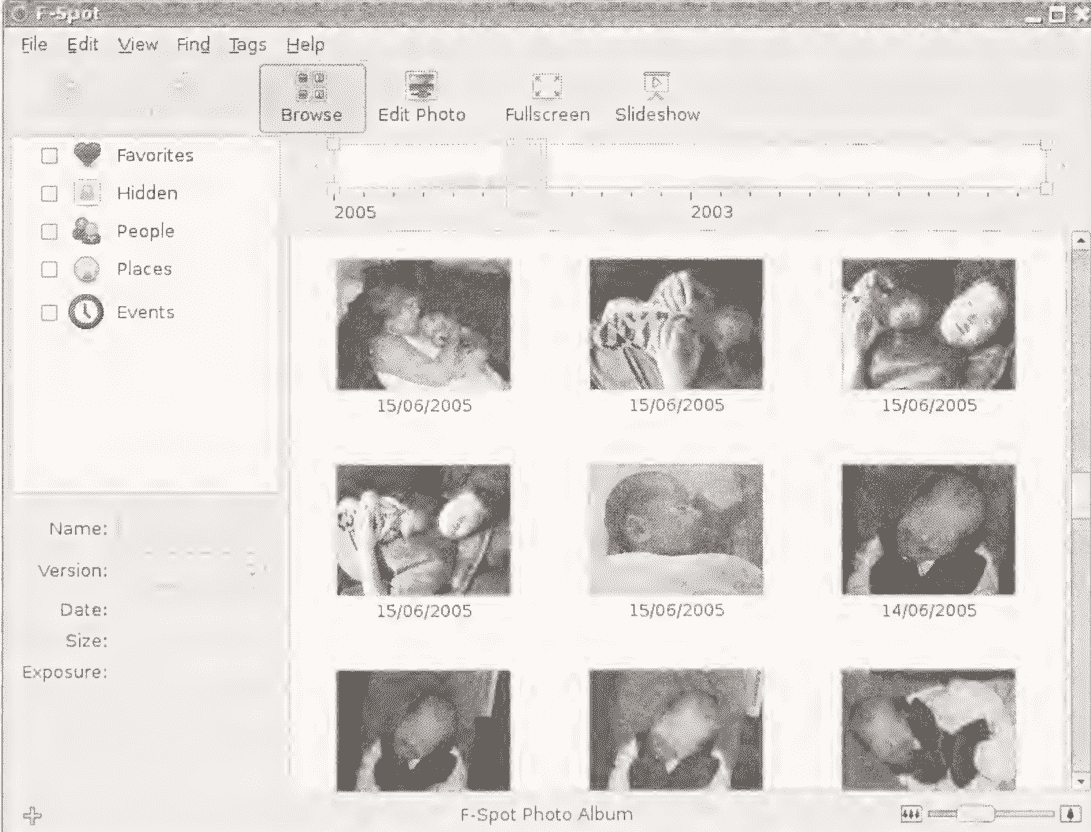 F-Spot
File Edit View Find Tags Help
Browse Edit Photo Fullscreen Slideshow
Favorites
Hidden
People
Places
Events
2005 2003
15/06/2005 15/06/2005 15/06/2005
15/06/2005 15/06/2005 14/06/2005
Name:
Version:
Date:
Size:
Exposure:
F-Spot Photo Album